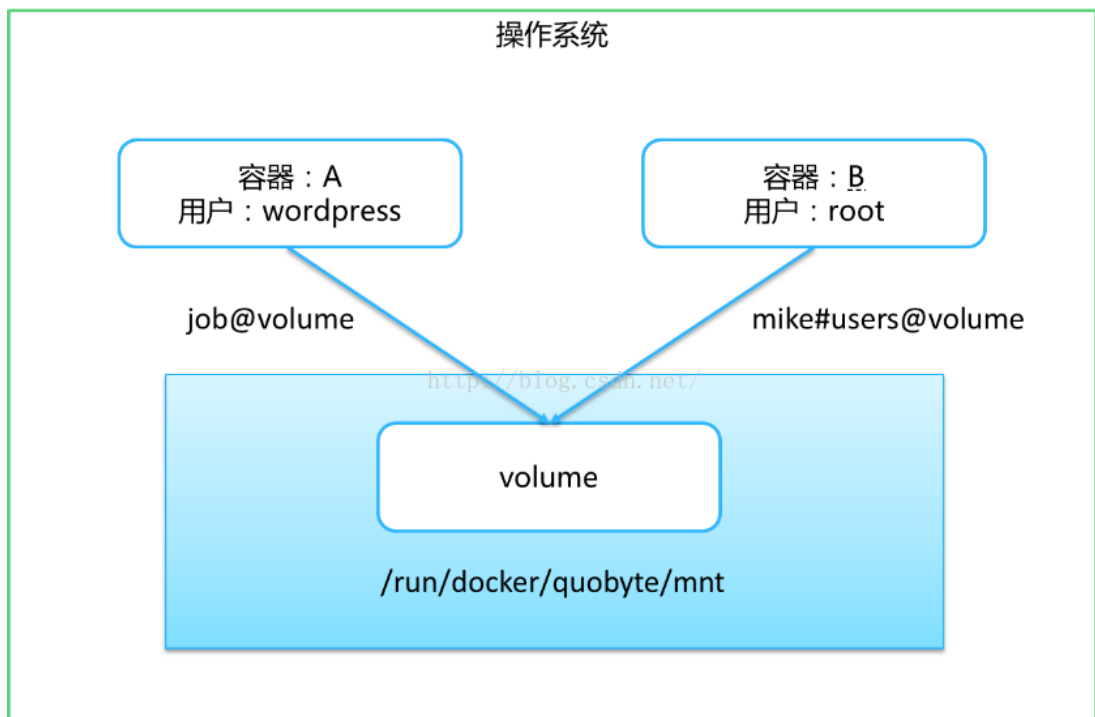 操作系统
容器：A
用户：wordpress
容器：B
用户：root
job@volume
mike#users@volume
http://blog.csdn.net/
volume
/run/docker/quobyte/mnt